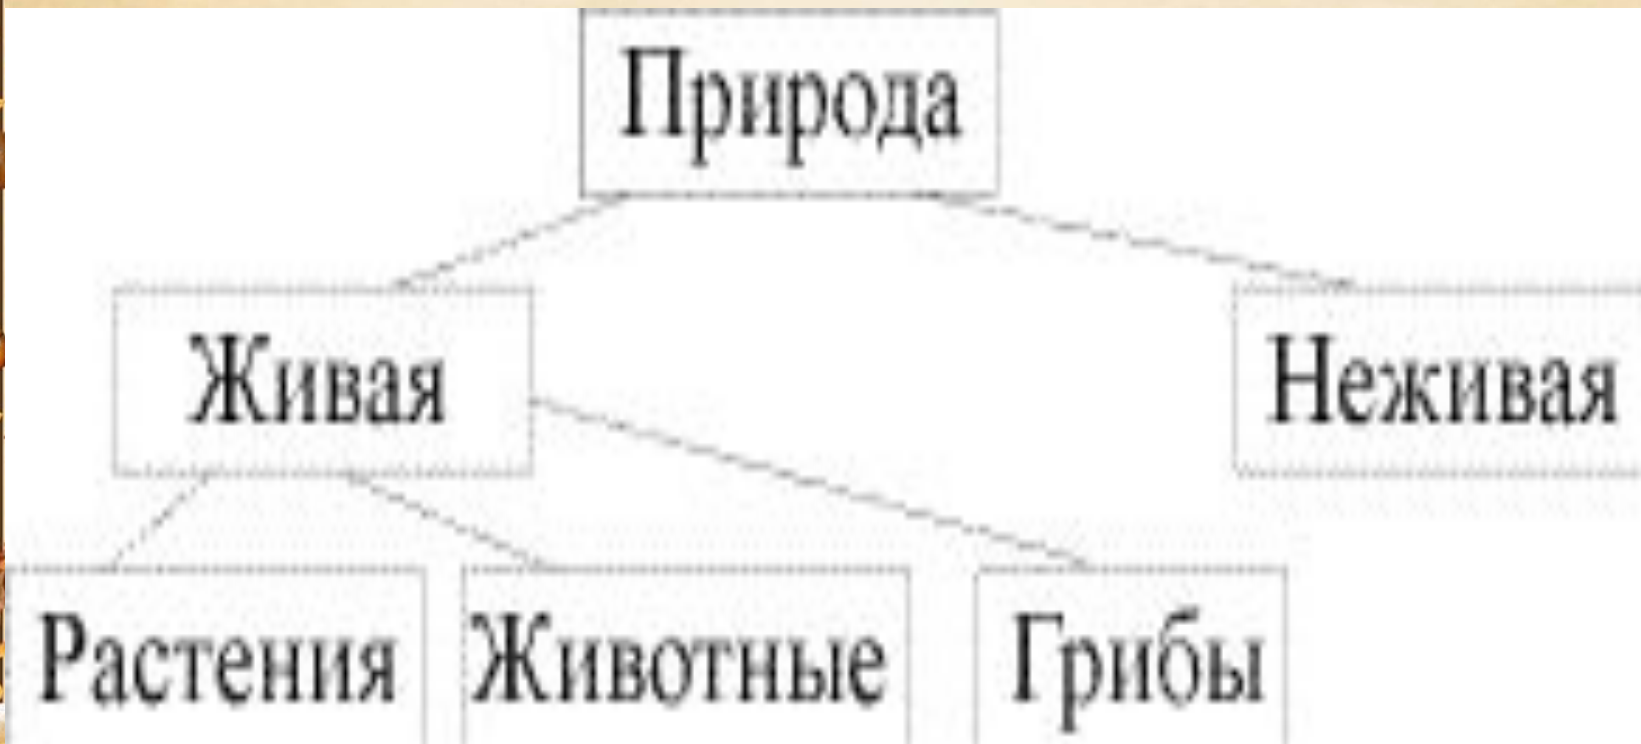 Природа
Живая
Неживая
Растения
Животные
Грибы